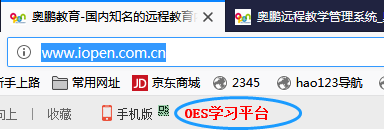 奥鹏教育-国内知名的远程教育 奥鹏远程教学管理系统_
www.iopen.com.cn
新手上路 常用网址 京东商城 2345 hao123导航
向上 | 收藏 手机版 OES学习平台